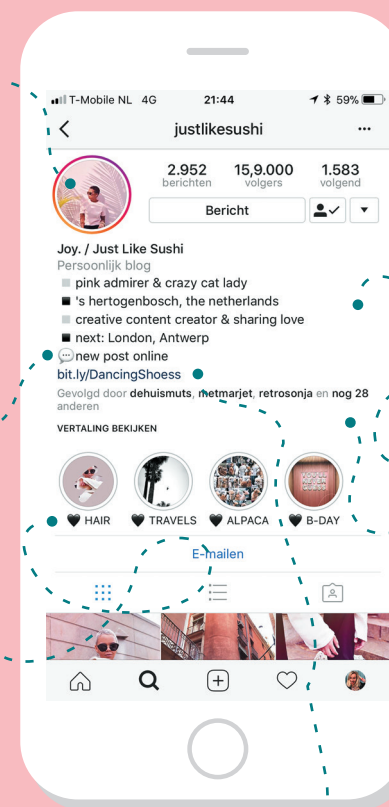 T-Mobile NL 4G 21:44 59%
justlikesushi
2.952 15,9.000 1.583
berichten volgers volgend
Bericht
Joy. / Just Like Sushi
Persoonlijk blog
pink admirer & crazy cat lady
's hertogenbosch, the netherlands
creative content creator & sharing love
next: London, Antwerp
new post online
bit.ly/DancingShoess
Gevolgd door dehuismuts, metmarjet, retrosonja en nog 28
anderen
VERTALING BEKIJKEN
🖤 HAIR 🖤 TRAVELS 🖤 ALPACA 🖤 B-DAY
E-mailen